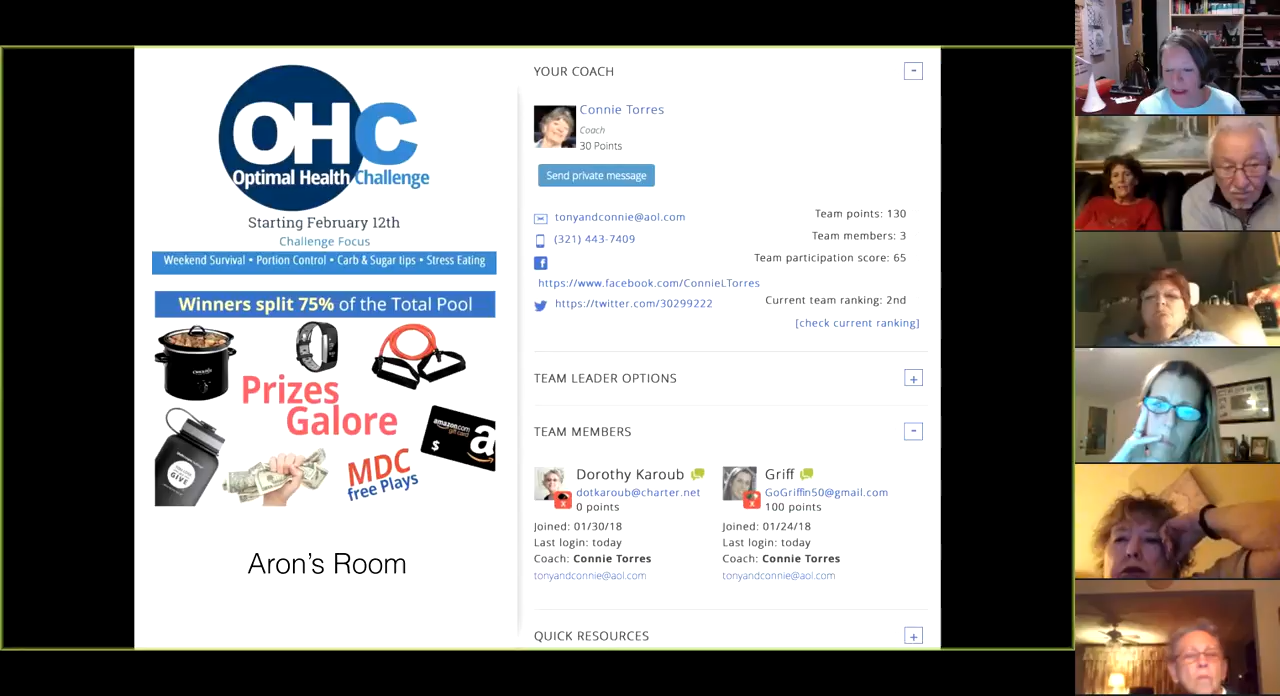 OHC
Optimal Health Challenge
Starting February 12th
Challenge Focus
Weekend Survival • Portion Control • Carb & Sugar tips • Stress Eating
Winners split 75% of the Total Pool
Prizes
Galore
amazon.com
gift card
a
$
GIVE
MDC
free Plays
Aron’s Room
YOUR COACH
-
Connie Torres
Coach
30 Points
Send private message
tonyandconnie@aol.com
(321) 443-7409
https://www.facebook.com/ConnieLTorres
https://twitter.com/30299222
Team points: 130
Team members: 3
Team participation score: 65
Current team ranking: 2nd
[check current ranking]
TEAM LEADER OPTIONS
+
TEAM MEMBERS
-
Dorothy Karoub
dotkaroub@charter.net
0 points
Joined: 01/30/18
Last login: today
Coach: Connie Torres
tonyandconnie@aol.com
Griff
GoGriffin50@gmail.com
100 points
Joined: 01/24/18
Last login: today
Coach: Connie Torres
tonyandconnie@aol.com
QUICK RESOURCES
+